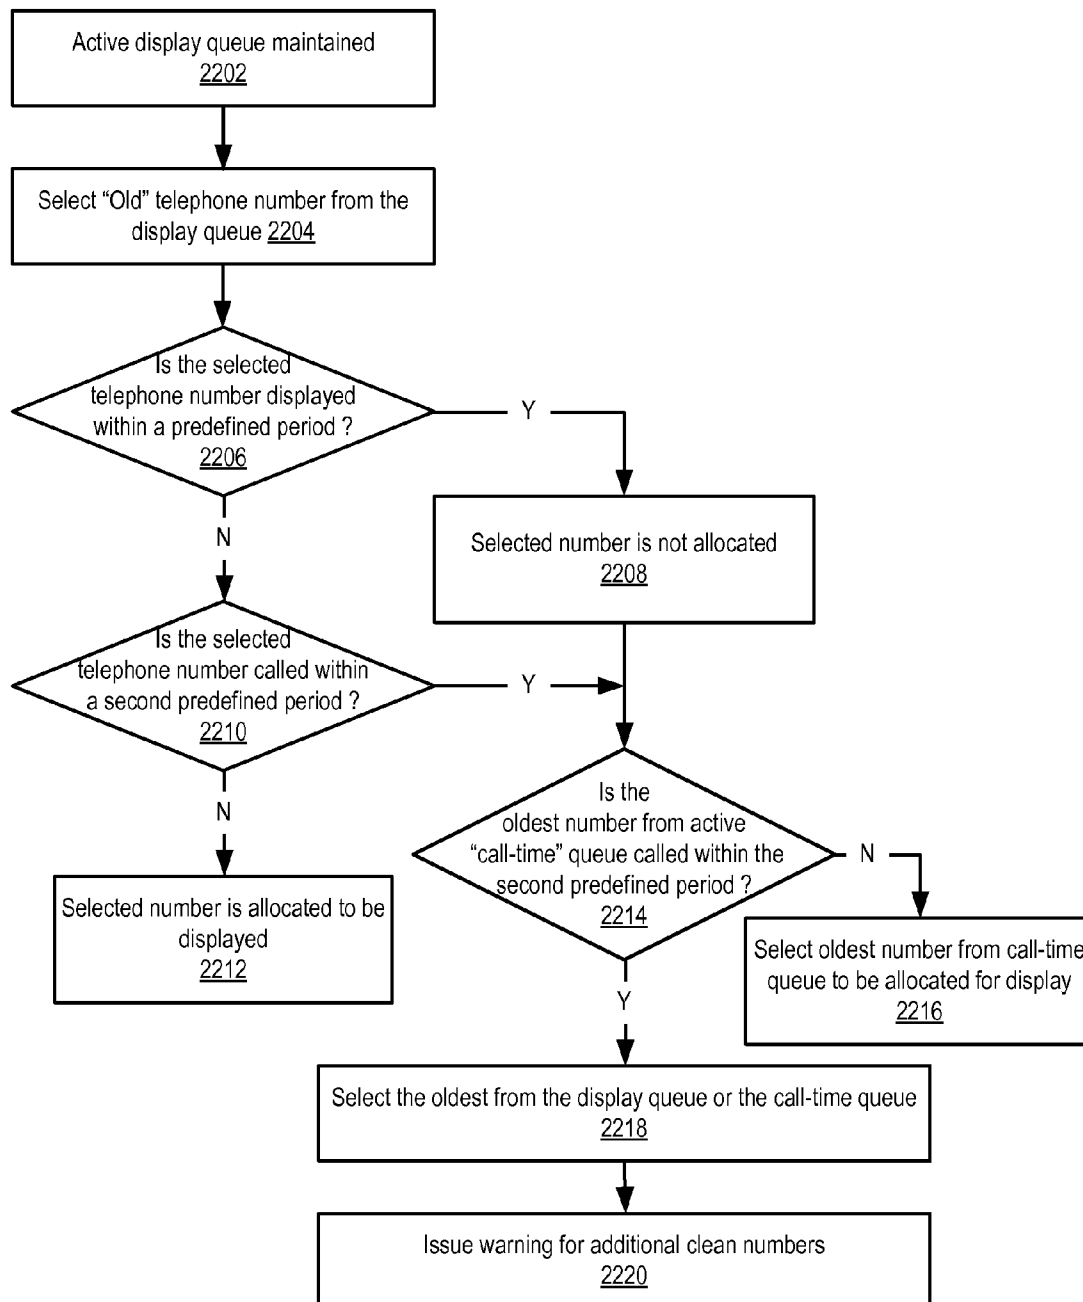 Active display queue maintained
2202
Select “Old” telephone number from the
display queue 2204
Is the selected
telephone number displayed
within a predefined period ?
2206
Y
N
Selected number is not allocated
2208
Is the selected
telephone number called within
a second predefined period ?
2210
Y
N
Selected number is allocated to be
displayed
2212
Is the
oldest number from active
“call-time” queue called within the
second predefined period ?
2214
N
Y
Select oldest number from call-time
queue to be allocated for display
2216
Select the oldest from the display queue or the call-time queue
2218
Issue warning for additional clean numbers
2220